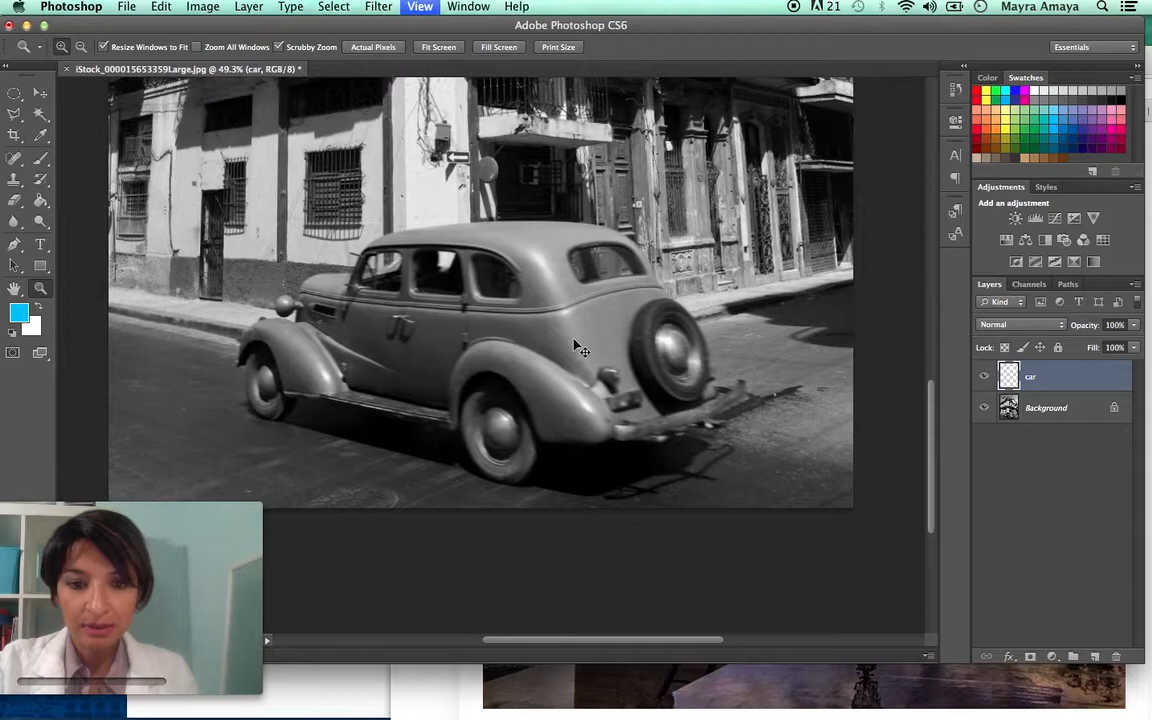 Photoshop File Edit Image Layer Type Select Filter View Window Help 21 Mayra Amaya
Adobe Photoshop CS6
Resize Windows to Fit Zoom All Windows Scrubby Zoom Actual Pixels Fit Screen Fill Screen Print Size Essentials
iStock_000015653359Large.jpg @ 49.3% (car, RGB/8) *
Color Swatches
Adjustments Styles
Add an adjustment
Layers Channels Paths
Kind
Normal Opacity: 100%
Lock: Fill: 100%
car
Background